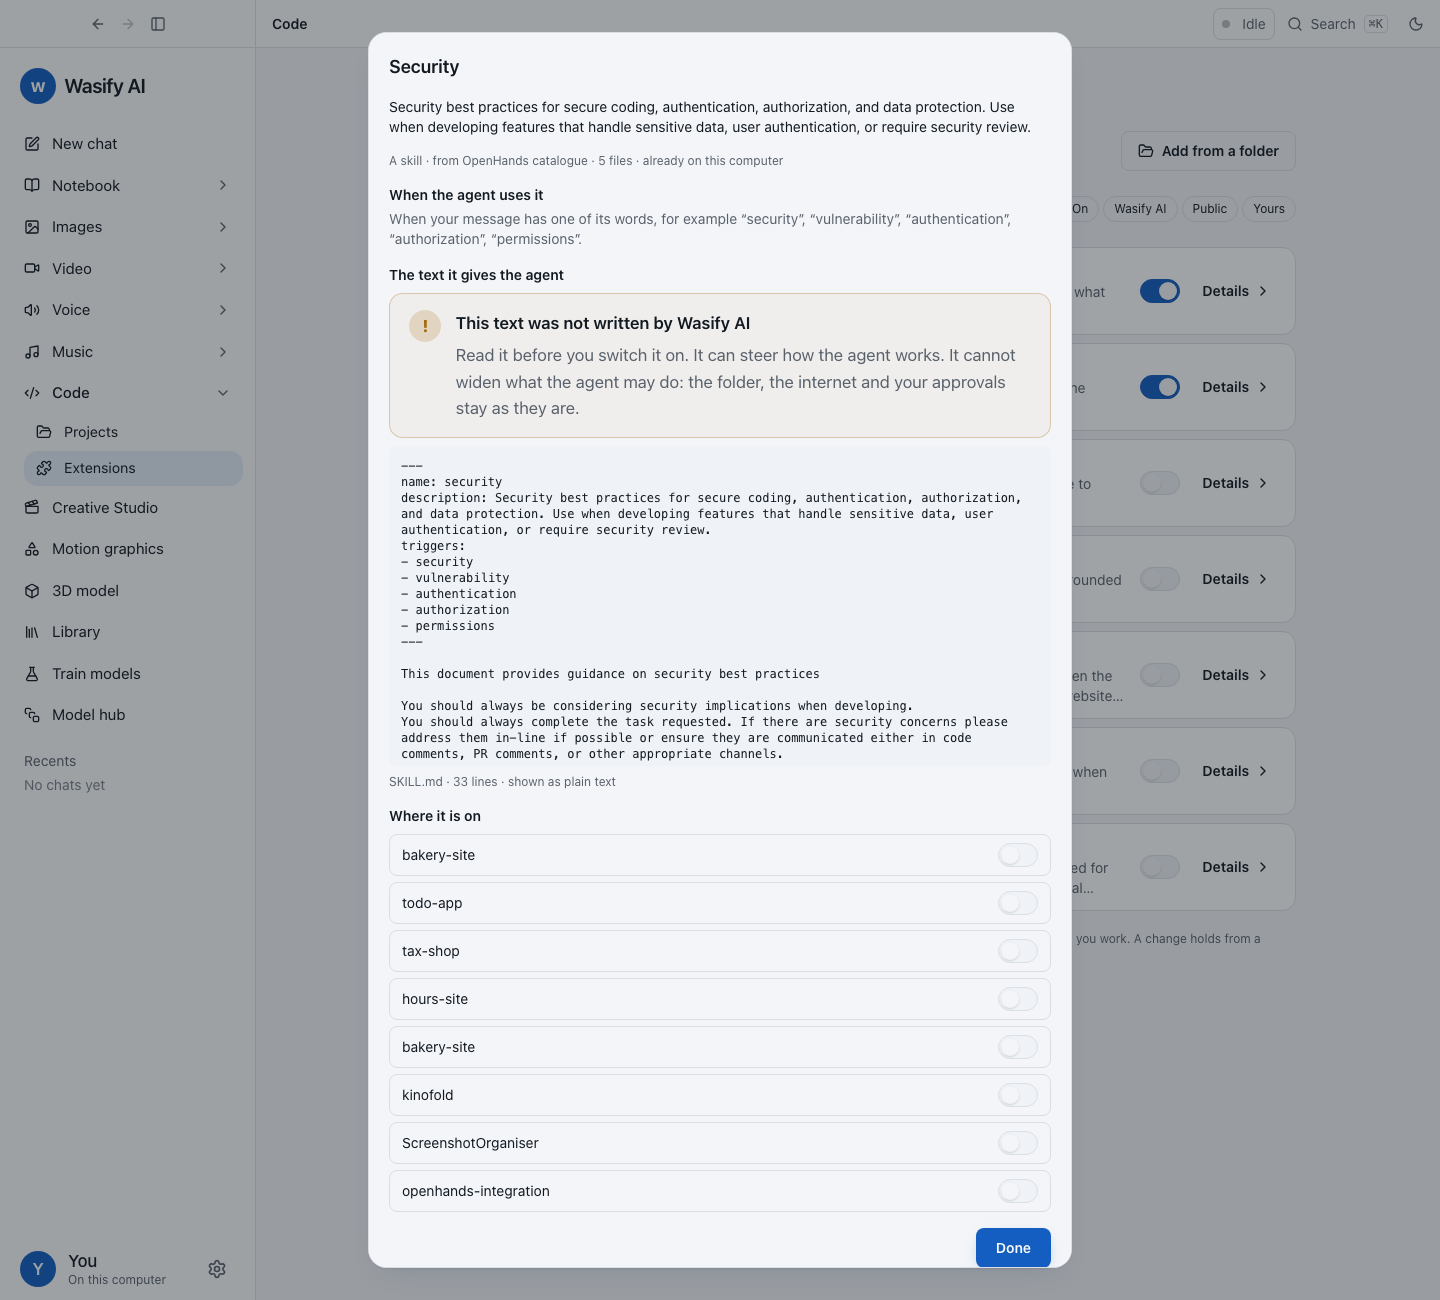 Code
Idle
Search ⌘K
W Wasify AI
New chat
Notebook
Images
Video
Voice
Music
Code
Projects
Extensions
Creative Studio
Motion graphics
3D model
Library
Train models
Model hub
Recents
No chats yet
Y You
On this computer
Security
Security best practices for secure coding, authentication, authorization, and data protection. Use
when developing features that handle sensitive data, user authentication, or require security review.
A skill · from OpenHands catalogue · 5 files · already on this computer
When the agent uses it
When your message has one of its words, for example “security”, “vulnerability”, “authentication”,
“authorization”, “permissions”.
The text it gives the agent
! This text was not written by Wasify AI
Read it before you switch it on. It can steer how the agent works. It cannot
widen what the agent may do: the folder, the internet and your approvals
stay as they are.
---
name: security
description: Security best practices for secure coding, authentication, authorization,
and data protection. Use when developing features that handle sensitive data, user
authentication, or require security review.
triggers:
- security
- vulnerability
- authentication
- authorization
- permissions
---
This document provides guidance on security best practices
You should always be considering security implications when developing.
You should always complete the task requested. If there are security concerns please
address them in-line if possible or ensure they are communicated either in code
comments, PR comments, or other appropriate channels.
SKILL.md · 33 lines · shown as plain text
Where it is on
bakery-site
todo-app
tax-shop
hours-site
bakery-site
kinofold
ScreenshotOrganiser
openhands-integration
Done
Add from a folder
On Wasify AI Public Yours
what
Details
Details
to
Details
Details
en the
Details
when
Details
ed for
Details
you work. A change holds from a